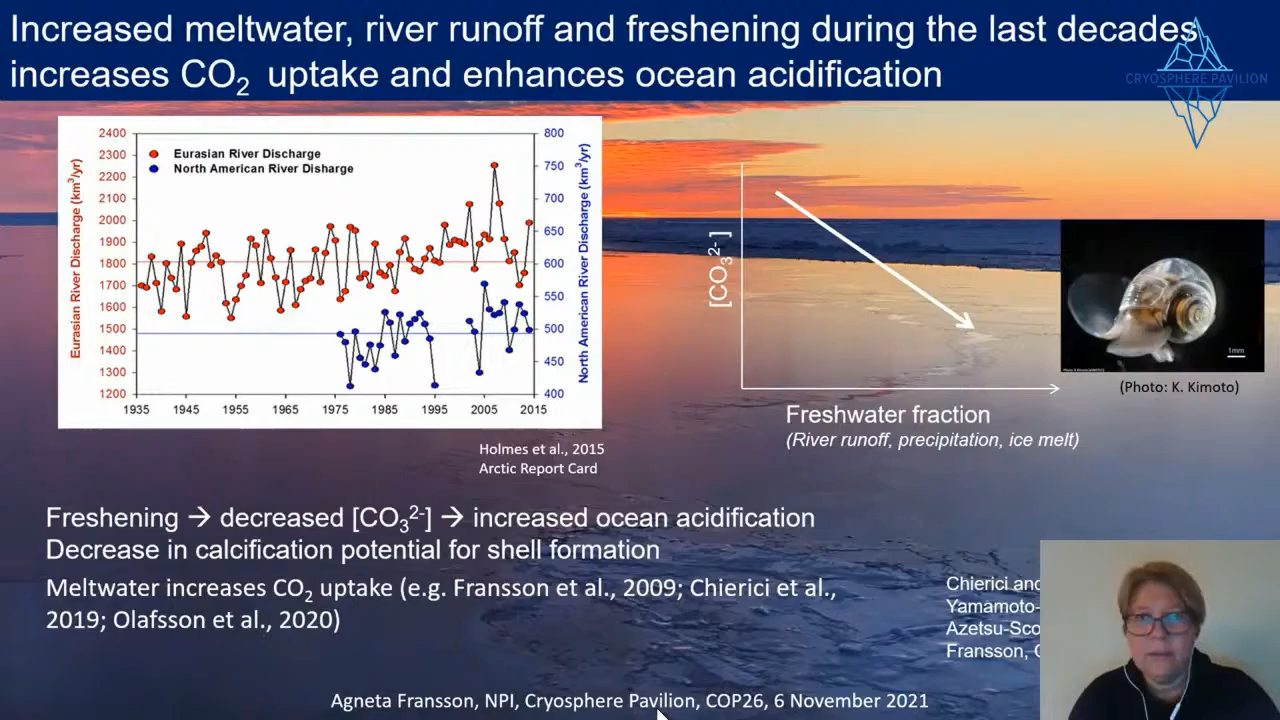 Increased meltwater, river runoff and freshening during the last decades
increases CO₂ uptake and enhances ocean acidification
CRYOSPHERE PAVILION
Eurasian River Discharge (km³/yr)
2400
2300
2200
2100
2000
1900
1800
1700
1600
1500
1400
1300
1200
Eurasian River Discharge
North American River Disharge
800
750
700
650
600
550
500
450
400
North American River Discharge (km³/yr)
1935 1945 1955 1965 1975 1985 1995 2005 2015
Holmes et al., 2015
Arctic Report Card
[CO₃²⁻]
Freshwater fraction
(River runoff, precipitation, ice melt)
1mm
(Photo: K. Kimoto)
Freshening → decreased [CO₃²⁻] → increased ocean acidification
Decrease in calcification potential for shell formation
Meltwater increases CO₂ uptake (e.g. Fransson et al., 2009; Chierici et al.,
2019; Olafsson et al., 2020)
Chierici and
Yamamoto-
Azetsu-Sco
Fransson, C
Agneta Fransson, NPI, Cryosphere Pavilion, COP26, 6 November 2021